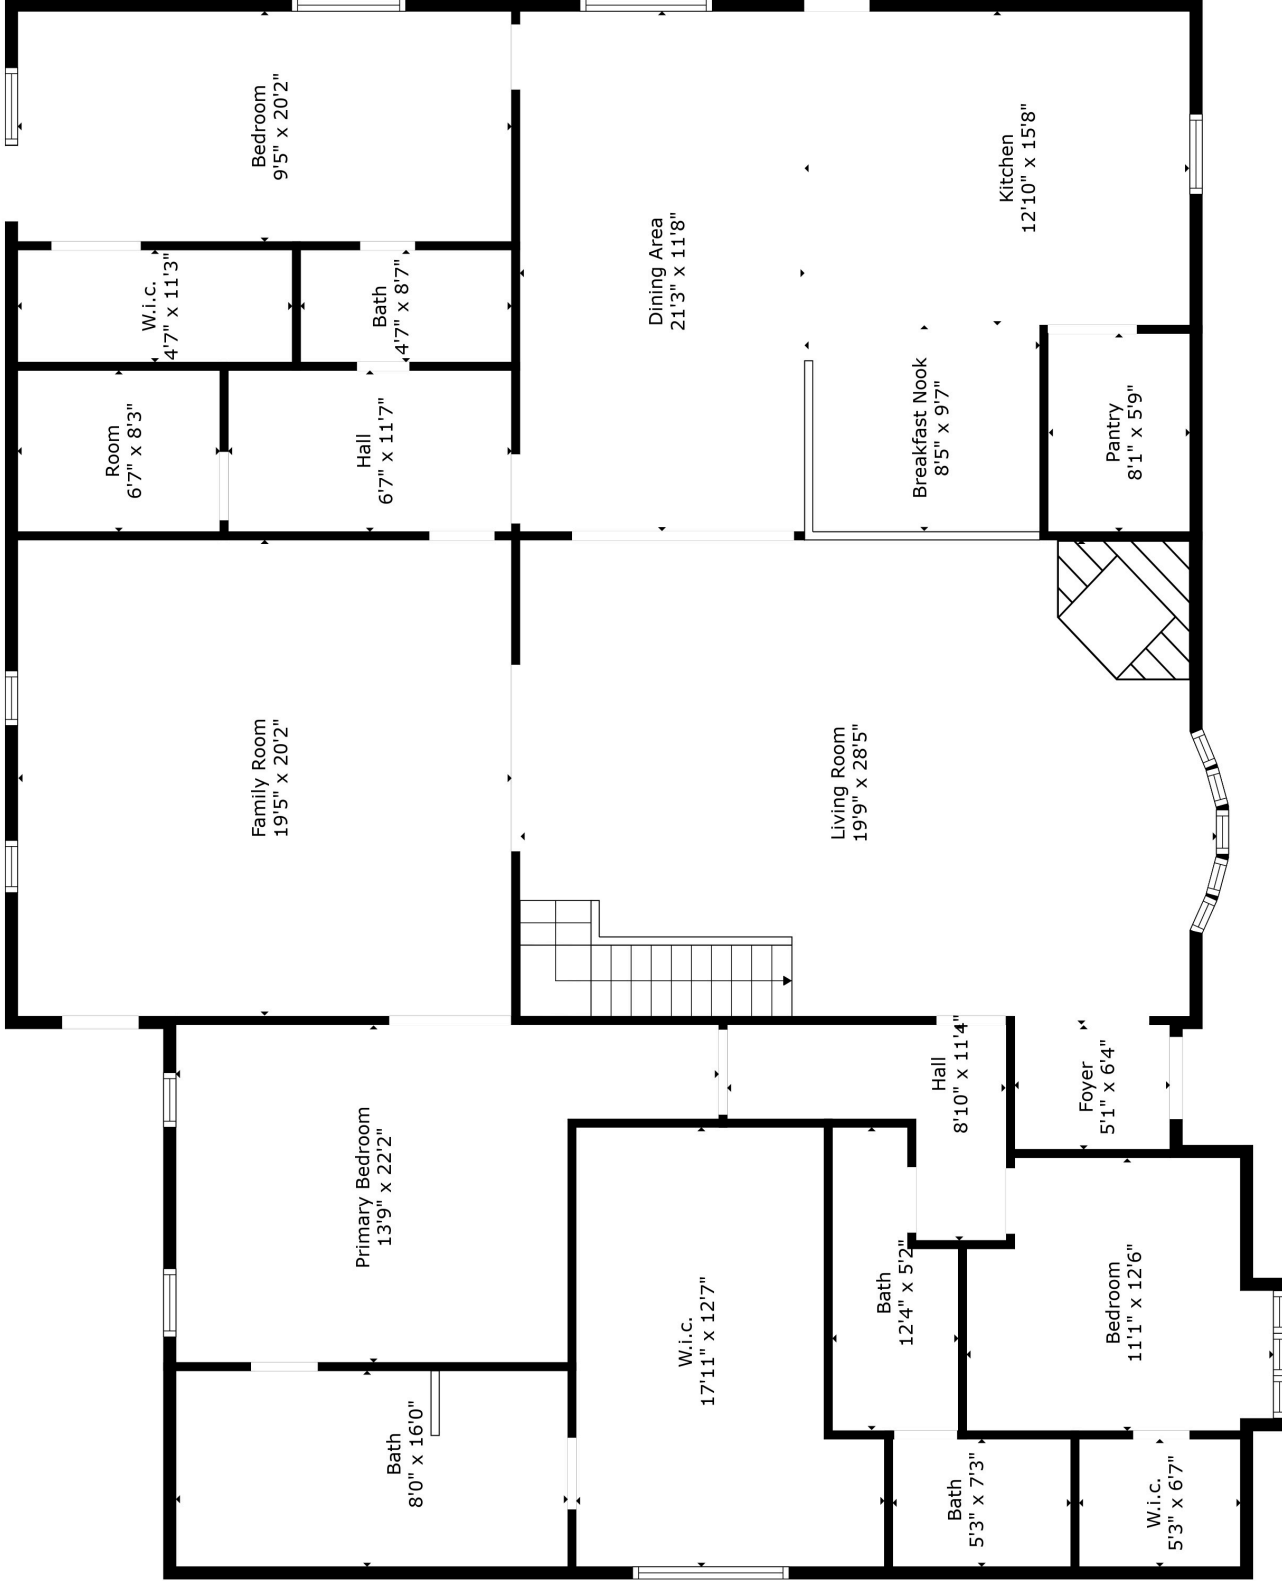 Bedroom
9'5" x 20'2"
W.i.c.
4'7" x 11'3"
Bath
4'7" x 8'7"
Room
6'7" x 8'3"
Hall
6'7" x 11'7"
Dining Area
21'3" x 11'8"
Kitchen
12'10" x 15'8"
Breakfast Nook
8'5" x 9'7"
Pantry
8'1" x 5'9"
Family Room
19'5" x 20'2"
Living Room
19'9" x 28'5"
Primary Bedroom
13'9" x 22'2"
Hall
8'10" x 11'4"
Foyer
5'1" x 6'4"
Bath
8'0" x 16'0"
W.i.c.
17'11" x 12'7"
Bath
12'4" x 5'2"
Bedroom
11'1" x 12'6"
Bath
5'3" x 7'3"
W.i.c.
5'3" x 6'7"